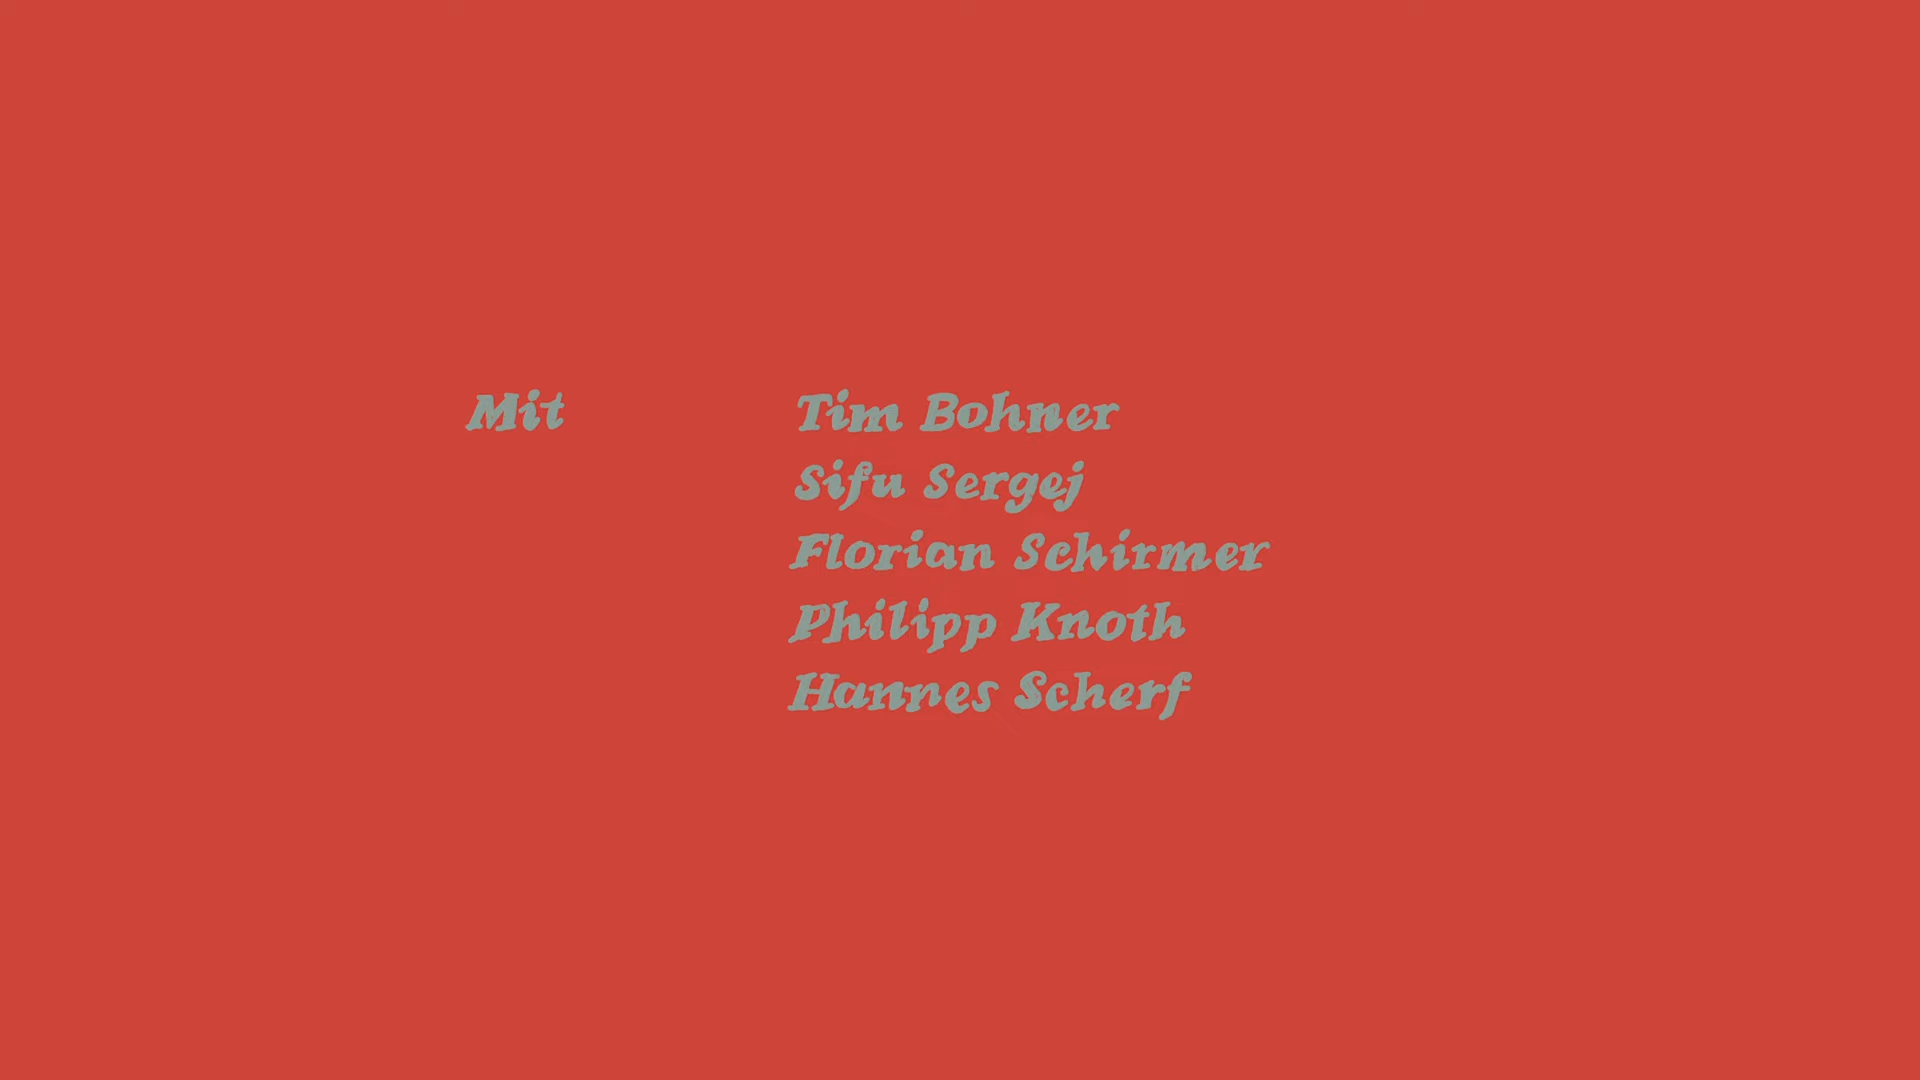 Mit Tim Bohner
Sifu Sergej
Florian Schirmer
Philipp Knoth
Hannes Scherf